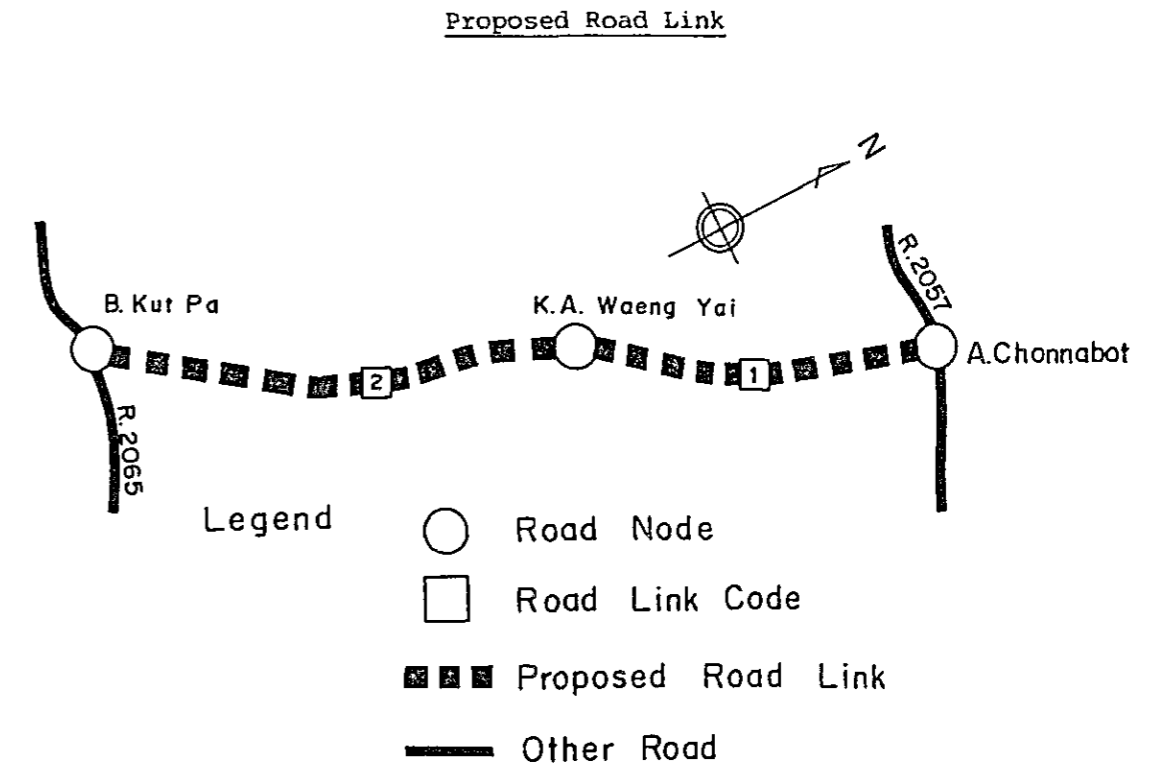 Proposed Road Link
N
B. Kut Pa
K.A. Waeng Yai
R.2057
A.Chonnabot
2
1
R.2065
Legend
Road Node
Road Link Code
Proposed Road Link
Other Road